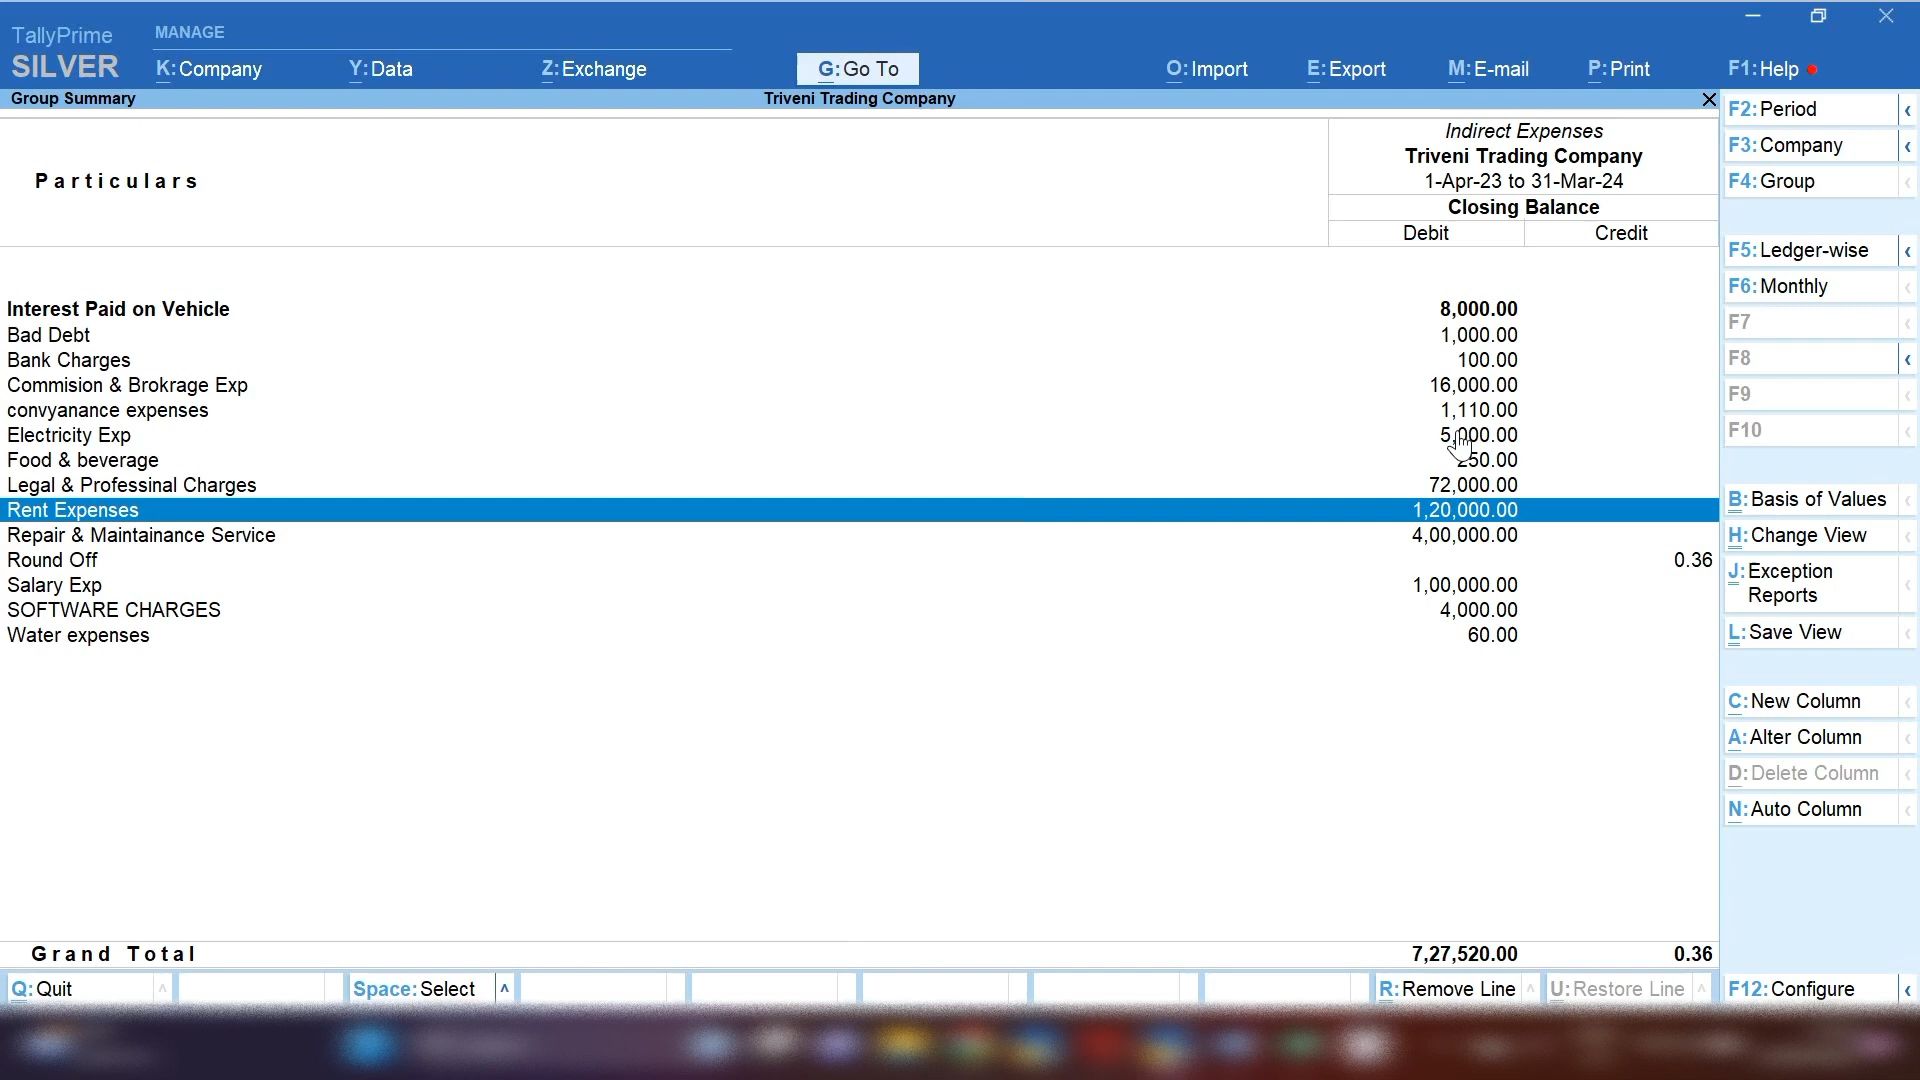 TallyPrime
SILVER
MANAGE
K:Company Y:Data Z:Exchange G:Go To O:Import E:Export M:E-mail P:Print F1:Help
Group Summary Triveni Trading Company
Particulars
Indirect Expenses
Triveni Trading Company
1-Apr-23 to 31-Mar-24
Closing Balance
Debit Credit
Interest Paid on Vehicle 8,000.00
Bad Debt 1,000.00
Bank Charges 100.00
Commision & Brokrage Exp 16,000.00
convyanance expenses 1,110.00
Electricity Exp 5,000.00
Food & beverage 250.00
Legal & Professinal Charges 72,000.00
Rent Expenses 1,20,000.00
Repair & Maintainance Service 4,00,000.00
Round Off 0.36
Salary Exp 1,00,000.00
SOFTWARE CHARGES 4,000.00
Water expenses 60.00
Grand Total 7,27,520.00 0.36
Q:Quit Space:Select R:Remove Line U:Restore Line
F2:Period
F3:Company
F4:Group
F5:Ledger-wise
F6:Monthly
F7
F8
F9
F10
B:Basis of Values
H:Change View
J:Exception
Reports
L:Save View
C:New Column
A:Alter Column
D:Delete Column
N:Auto Column
F12:Configure